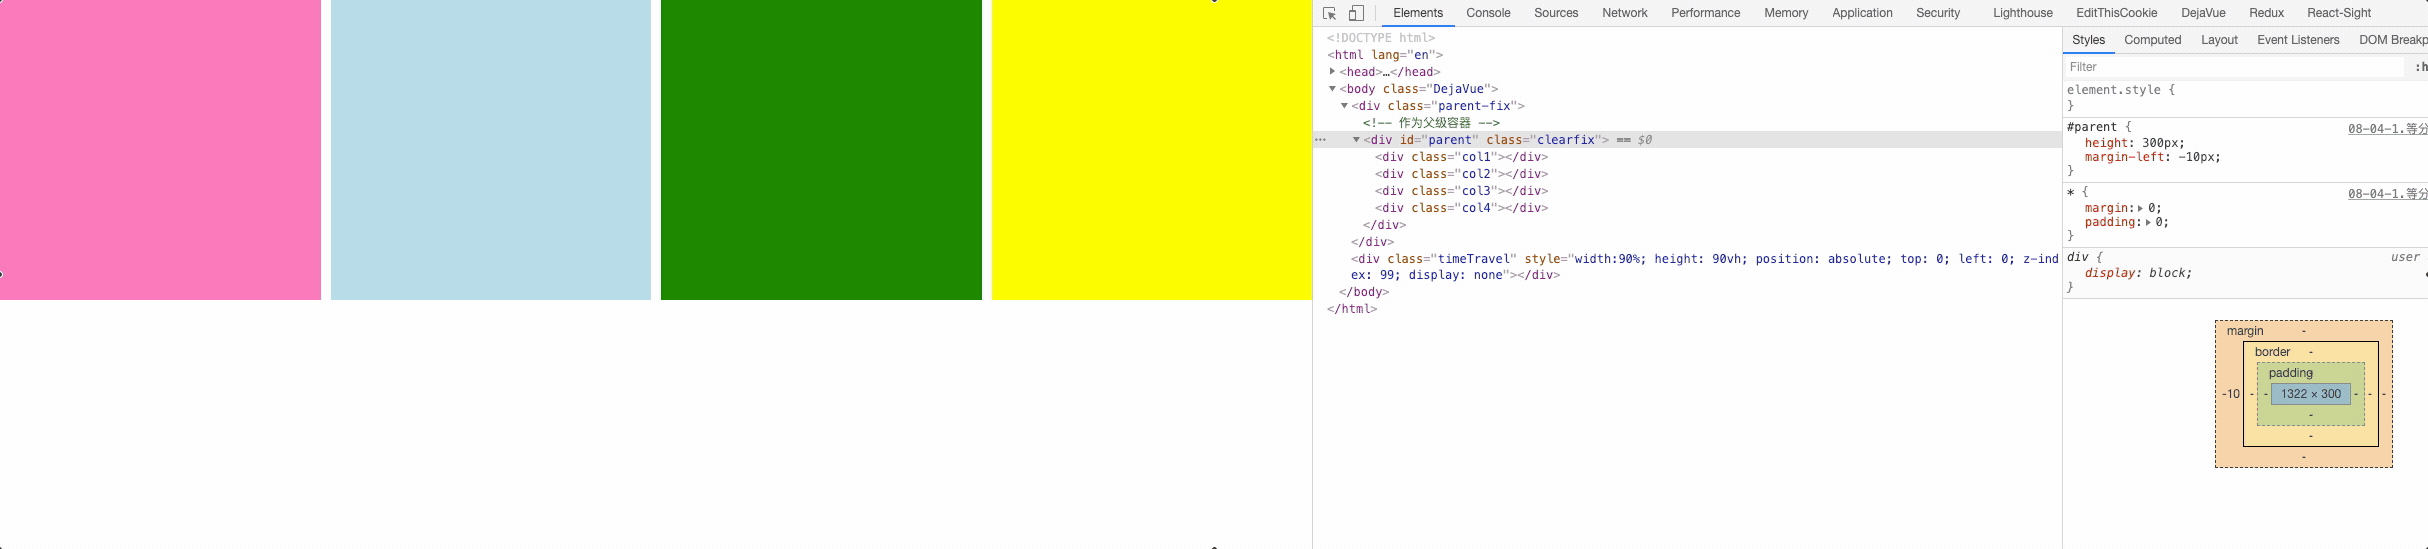 Elements Console Sources Network Performance Memory Application Security Lighthouse EditThisCookie DejaVue Redux React-Sight
<!DOCTYPE html>
<html lang="en">
<head>…</head>
<body class="DejaVue">
<div class="parent-fix">
<!-- 作为父级容器 -->
<div id="parent" class="clearfix"> == $0
<div class="col1"></div>
<div class="col2"></div>
<div class="col3"></div>
<div class="col4"></div>
</div>
</div>
<div class="timeTravel" style="width:90%; height: 90vh; position: absolute; top: 0; left: 0; z-ind
ex: 99; display: none"></div>
</body>
</html>
Styles Computed Layout Event Listeners DOM Breakp
Filter :h
element.style {
}
#parent { 08-04-1.等分
height: 300px;
margin-left: -10px;
}
* { 08-04-1.等分
margin: 0;
padding: 0;
}
div { user
display: block;
}
margin -
border -
padding -
-10 - - 1322 × 300 - - -
-
-
-